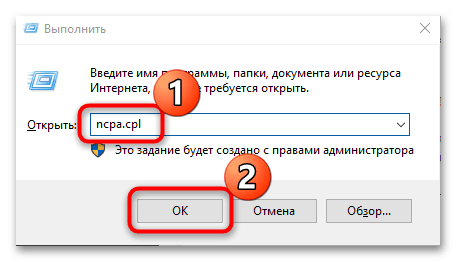 Выполнить
Введите имя программы, папки, документа или ресурса
Интернета, требуется открыть.
1
Открыть:
ncpa.cpl
Это задание будет создано с правами администратора
2
OK
Отмена
Обзор...